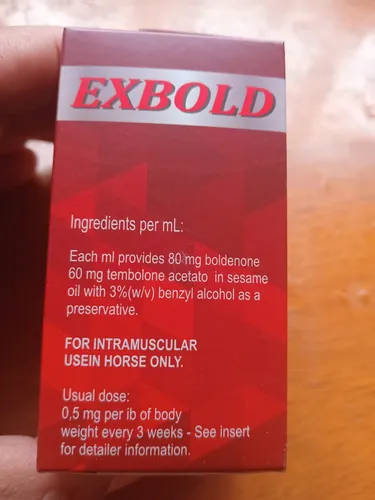 EXBOLD
Ingredients per mL:
Each ml provides 80 mg boldenone
60 mg tembolone acetato in sesame
oil with 3%(w/v) benzyl alcohol as a
preservative.
FOR INTRAMUSCULAR
USEIN HORSE ONLY.
Usual dose:
0,5 mg per ib of body
weight every 3 weeks - See insert
for detailer information.